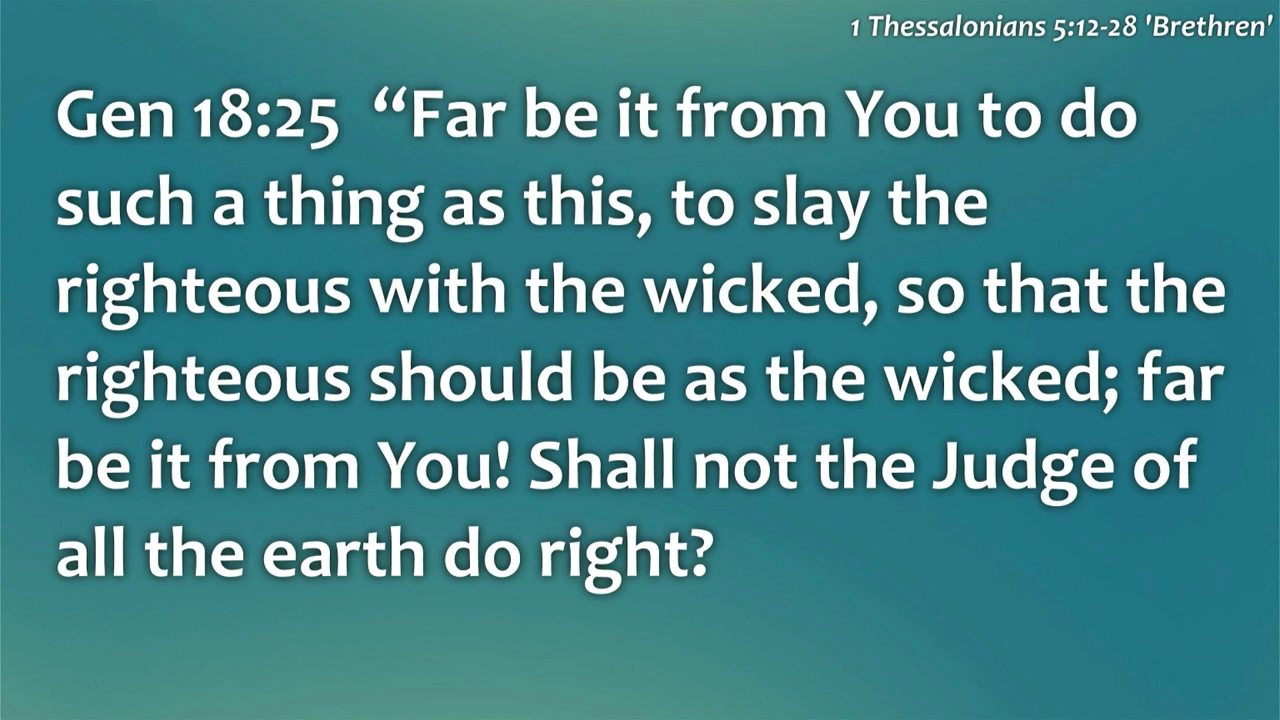 1 Thessalonians 5:12-28 'Brethren'
Gen 18:25  “Far be it from You to do
such a thing as this, to slay the
righteous with the wicked, so that the
righteous should be as the wicked; far
be it from You! Shall not the Judge of
all the earth do right?